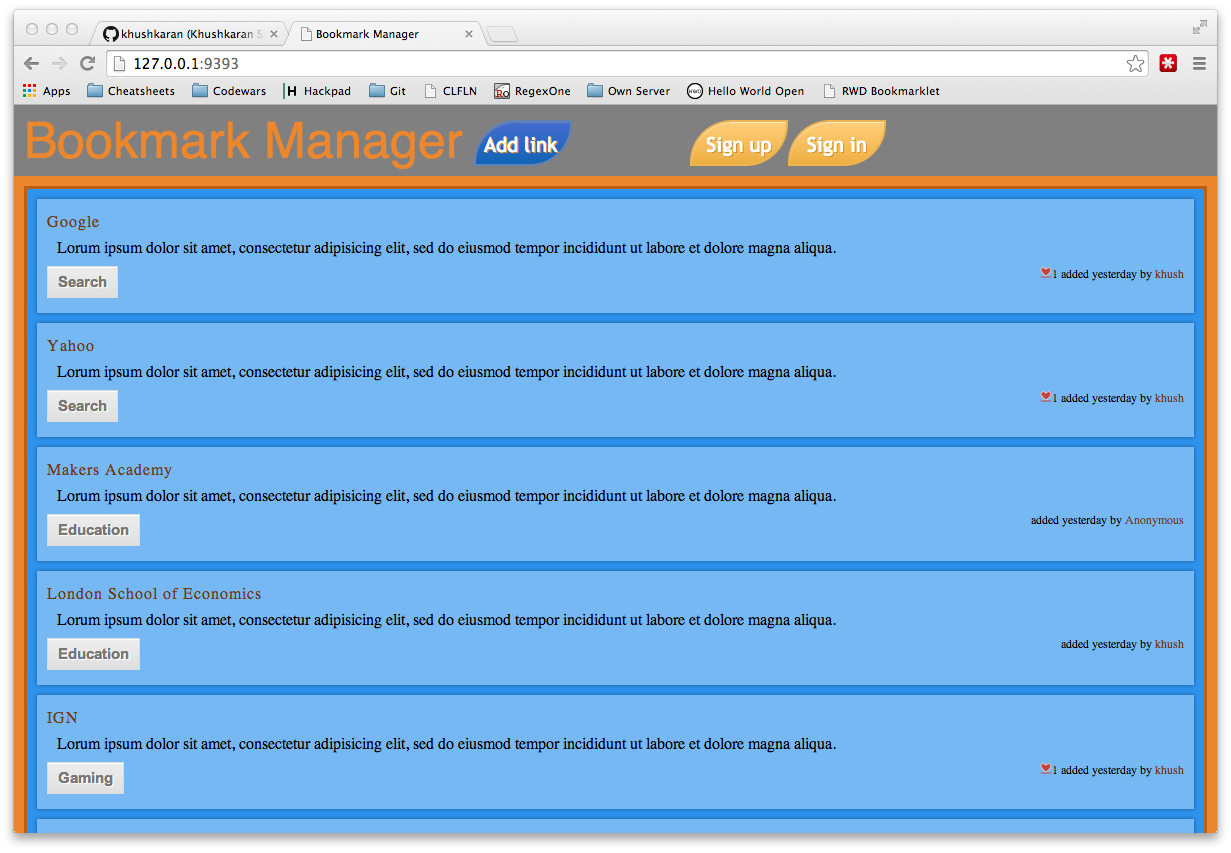 khushkaran (Khushkaran S
Bookmark Manager
127.0.0.1:9393
Apps Cheatsheets Codewars Hackpad Git CLFLN RegexOne Own Server Hello World Open RWD Bookmarklet
Bookmark Manager Add link Sign up Sign in
Google
Lorum ipsum dolor sit amet, consectetur adipisicing elit, sed do eiusmod tempor incididunt ut labore et dolore magna aliqua.
Search
1 added yesterday by khush
Yahoo
Lorum ipsum dolor sit amet, consectetur adipisicing elit, sed do eiusmod tempor incididunt ut labore et dolore magna aliqua.
Search
1 added yesterday by khush
Makers Academy
Lorum ipsum dolor sit amet, consectetur adipisicing elit, sed do eiusmod tempor incididunt ut labore et dolore magna aliqua.
Education
added yesterday by Anonymous
London School of Economics
Lorum ipsum dolor sit amet, consectetur adipisicing elit, sed do eiusmod tempor incididunt ut labore et dolore magna aliqua.
Education
added yesterday by khush
IGN
Lorum ipsum dolor sit amet, consectetur adipisicing elit, sed do eiusmod tempor incididunt ut labore et dolore magna aliqua.
Gaming
1 added yesterday by khush